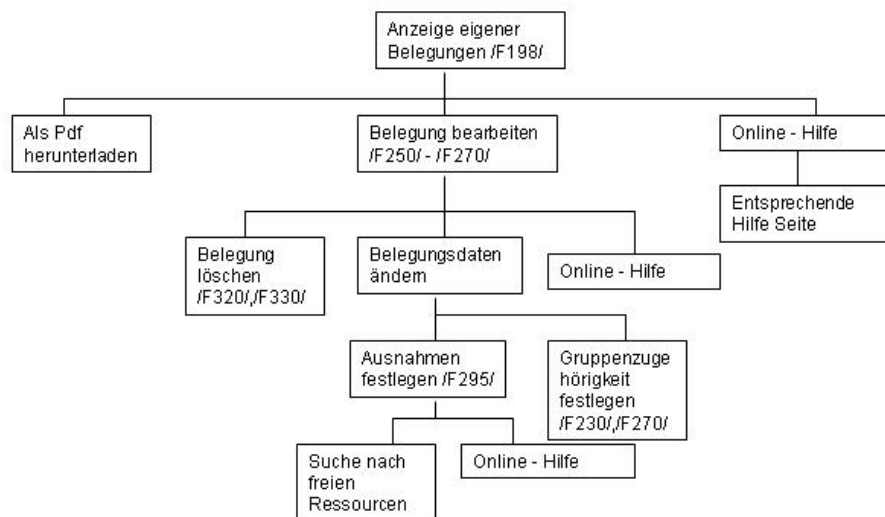 Anzeige eigener
Belegungen /F198/
Als Pdf
herunterladen
Belegung bearbeiten
/F250/ - /F270/
Online - Hilfe
Entsprechende
Hilfe Seite
Belegung
löschen
/F320/,/F330/
Belegungsdaten
ändern
Online - Hilfe
Ausnahmen
festlegen /F295/
Gruppenzuge
hörigkeit
festlegen
/F230/,/F270/
Suche nach
freien
Ressourcen
Online - Hilfe